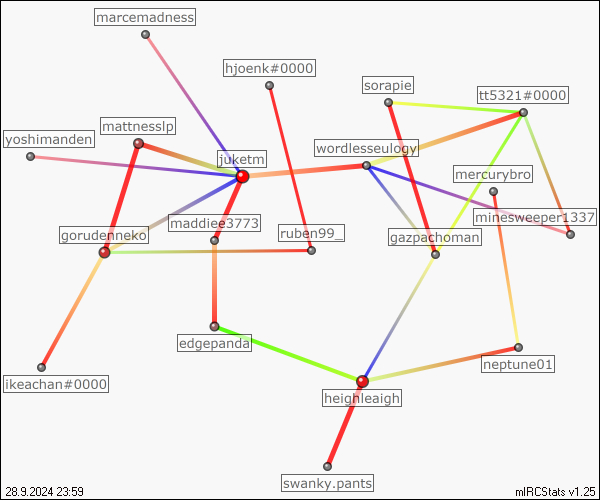 marcemadness
hjoenk#0000
sorapie
tt5321#0000
mattnesslp
yoshimanden
juketm
wordlesseulogy
mercurybro
minesweeper1337
maddiee3773
gorudenneko
ruben99_
gazpachoman
edgepanda
neptune01
ikeachan#0000
heighleaigh
swanky.pants
28.9.2024 23:59
mIRCStats v1.25